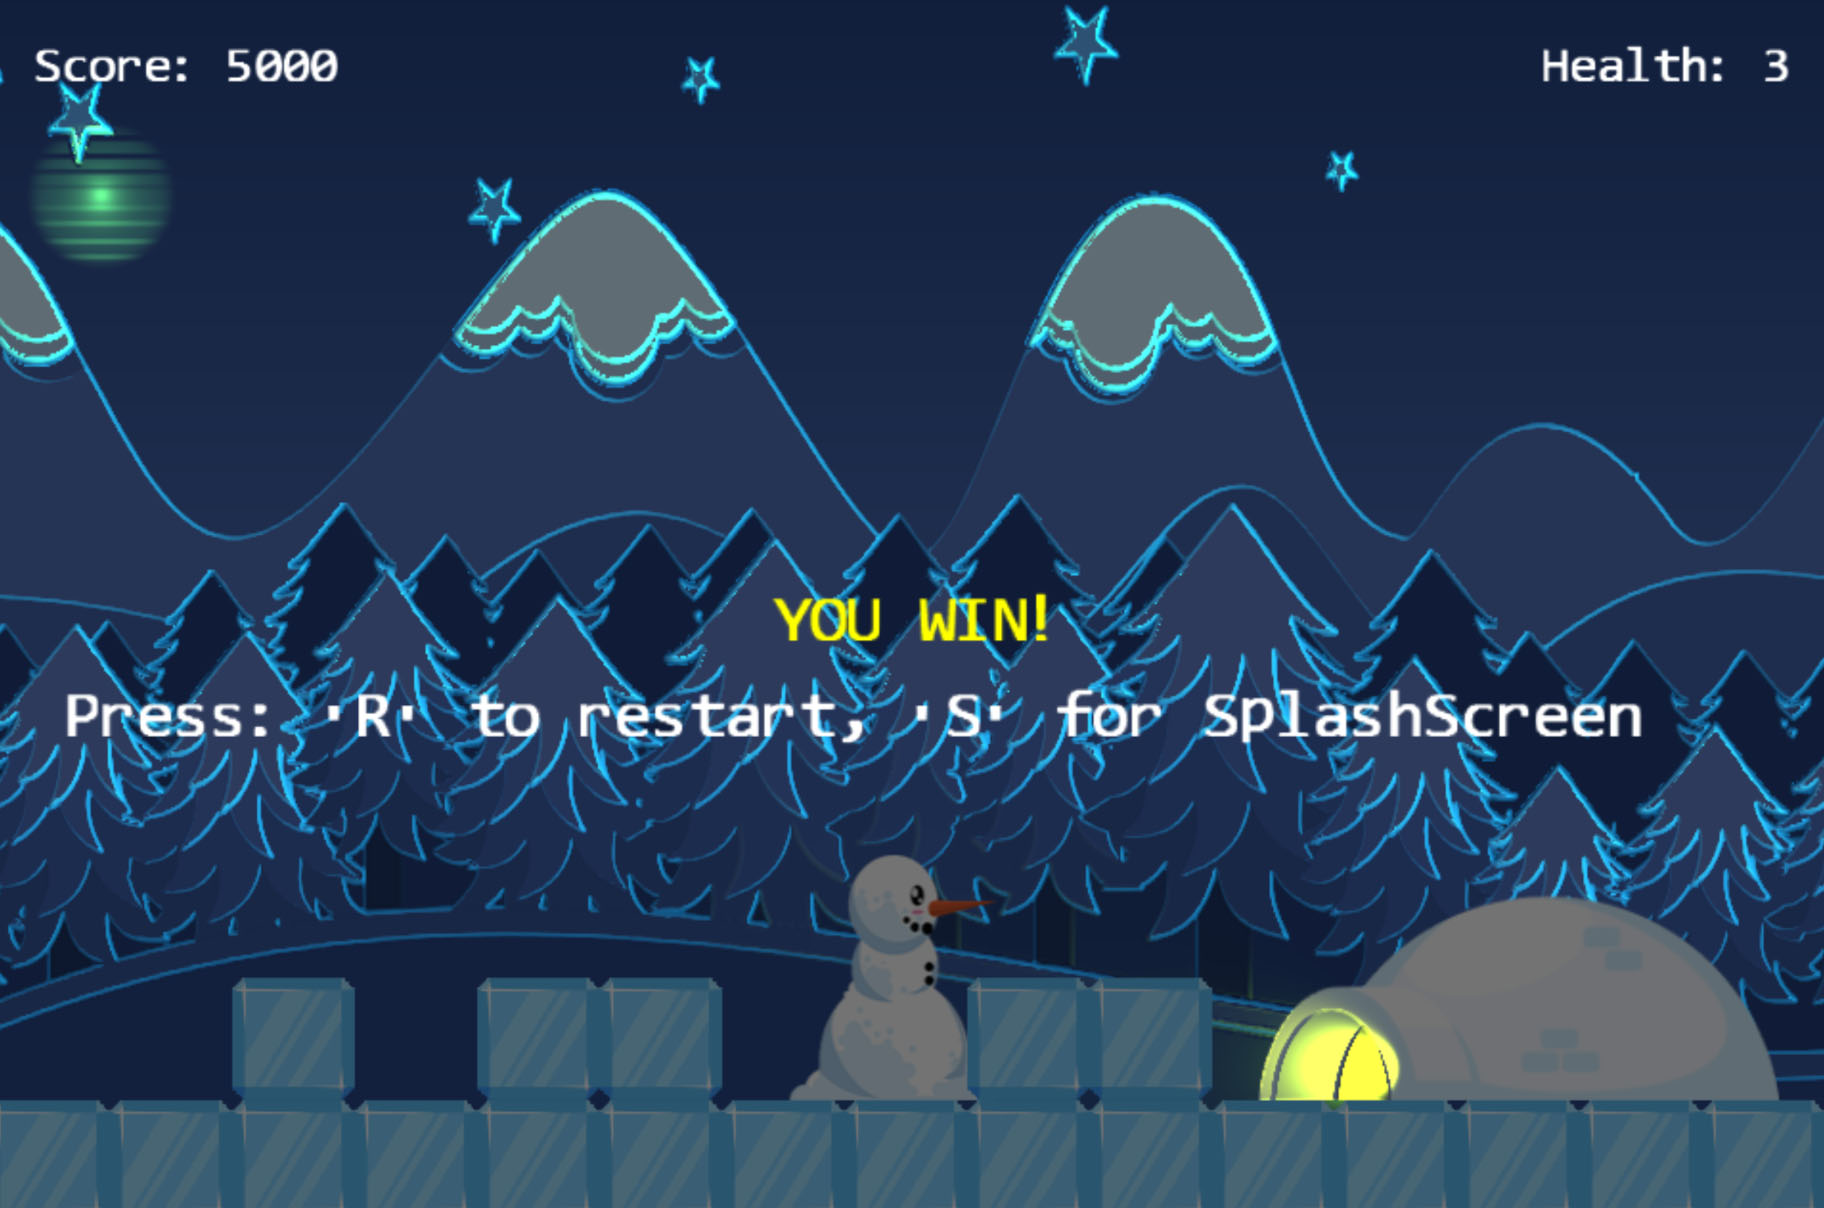 Score: 5000
Health: 3
YOU WIN!
Press: 'R' to restart, 'S' for SplashScreen